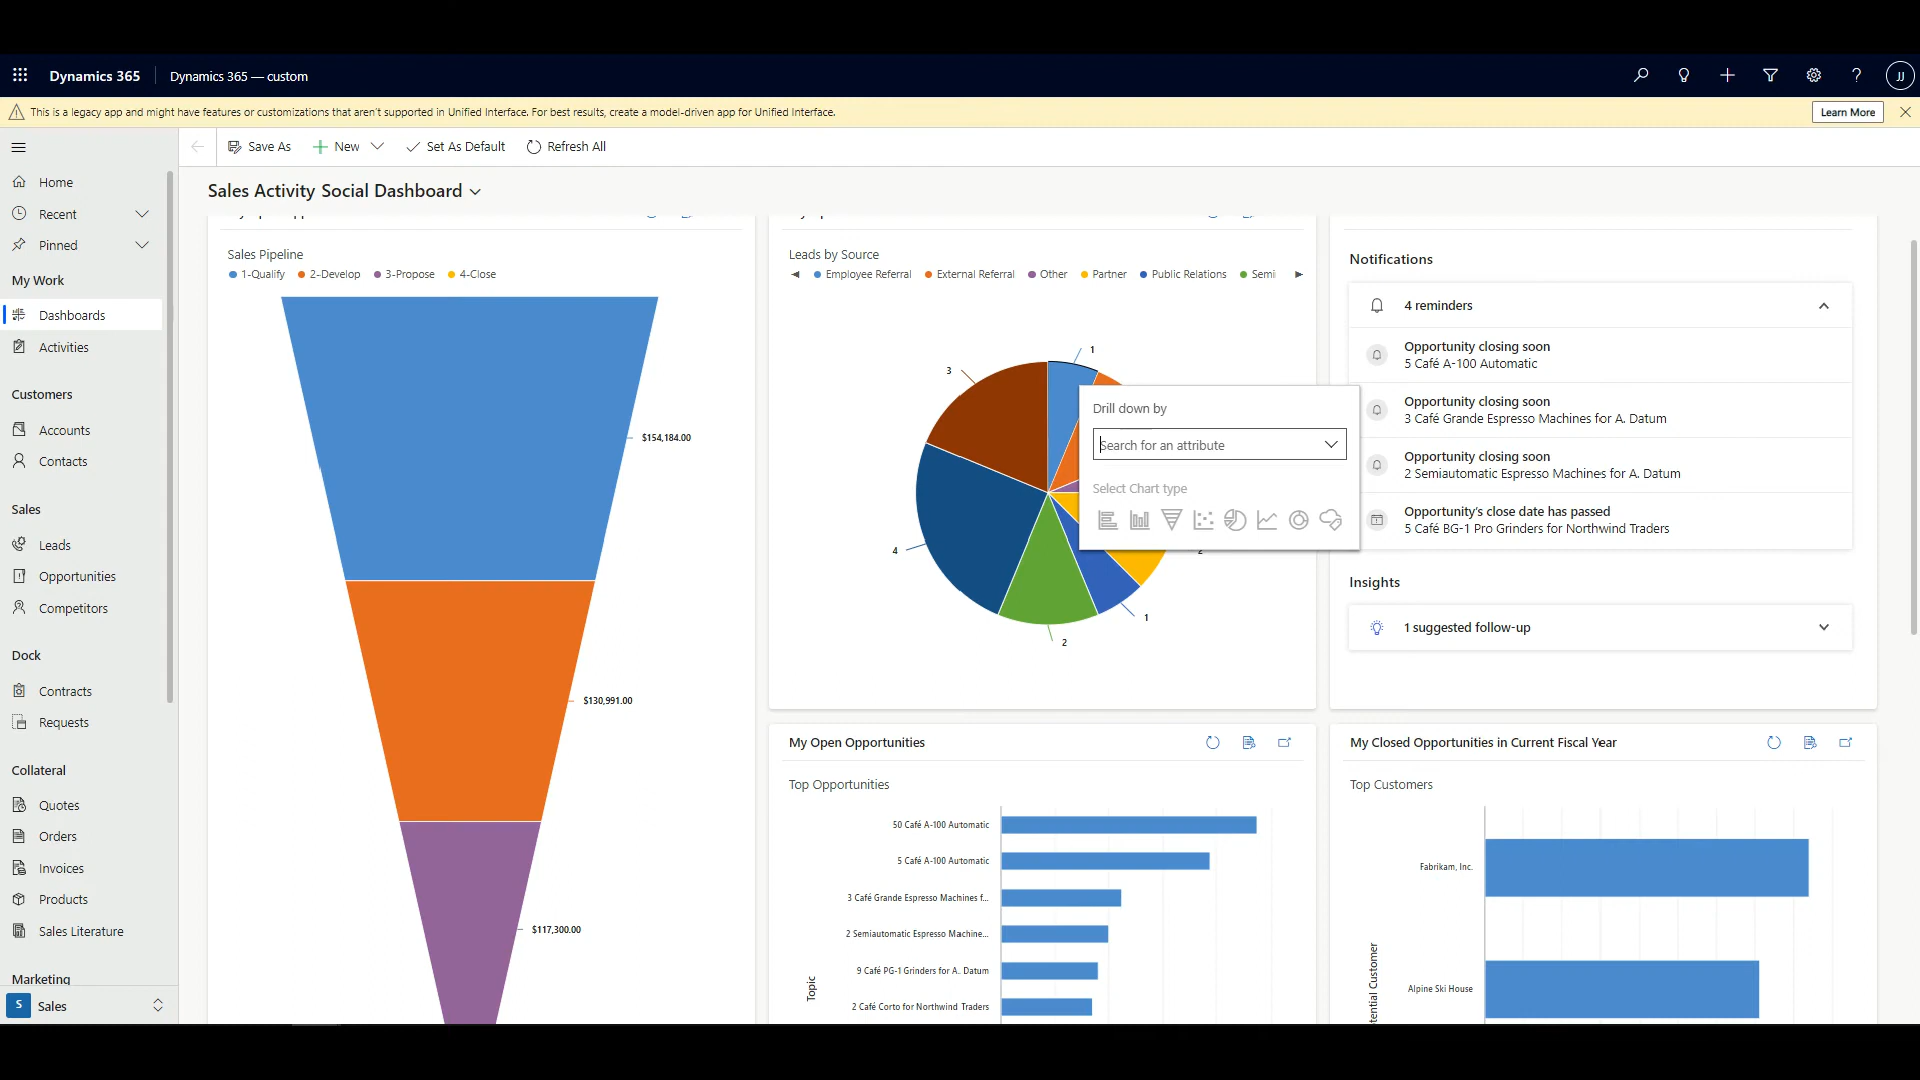 Dynamics 365
Dynamics 365 — custom
JJ
This is a legacy app and might have features or customizations that aren't supported in Unified Interface. For best results, create a model-driven app for Unified Interface.
Learn More
Save As
New
Set As Default
Refresh All
Home
Recent
Pinned
My Work
Dashboards
Activities
Customers
Accounts
Contacts
Sales
Leads
Opportunities
Competitors
Dock
Contracts
Requests
Collateral
Quotes
Orders
Invoices
Products
Sales Literature
Marketing
S Sales
Sales Activity Social Dashboard
Sales Pipeline
1-Qualify 2-Develop 3-Propose 4-Close
$154,184.00
$130,991.00
$117,300.00
Leads by Source
Employee Referral External Referral Other Partner Public Relations Semi
1
3
4
2
1
2
Drill down by
Search for an attribute
Select Chart type
Notifications
4 reminders
Opportunity closing soon
5 Café A-100 Automatic
Opportunity closing soon
3 Café Grande Espresso Machines for A. Datum
Opportunity closing soon
2 Semiautomatic Espresso Machines for A. Datum
Opportunity's close date has passed
5 Café BG-1 Pro Grinders for Northwind Traders
Insights
1 suggested follow-up
My Open Opportunities
Top Opportunities
50 Café A-100 Automatic
5 Café A-100 Automatic
3 Café Grande Espresso Machines f...
2 Semiautomatic Espresso Machine...
9 Café PG-1 Grinders for A. Datum
2 Café Corto for Northwind Traders
Topic
My Closed Opportunities in Current Fiscal Year
Top Customers
Fabrikam, Inc.
Alpine Ski House
tential Customer